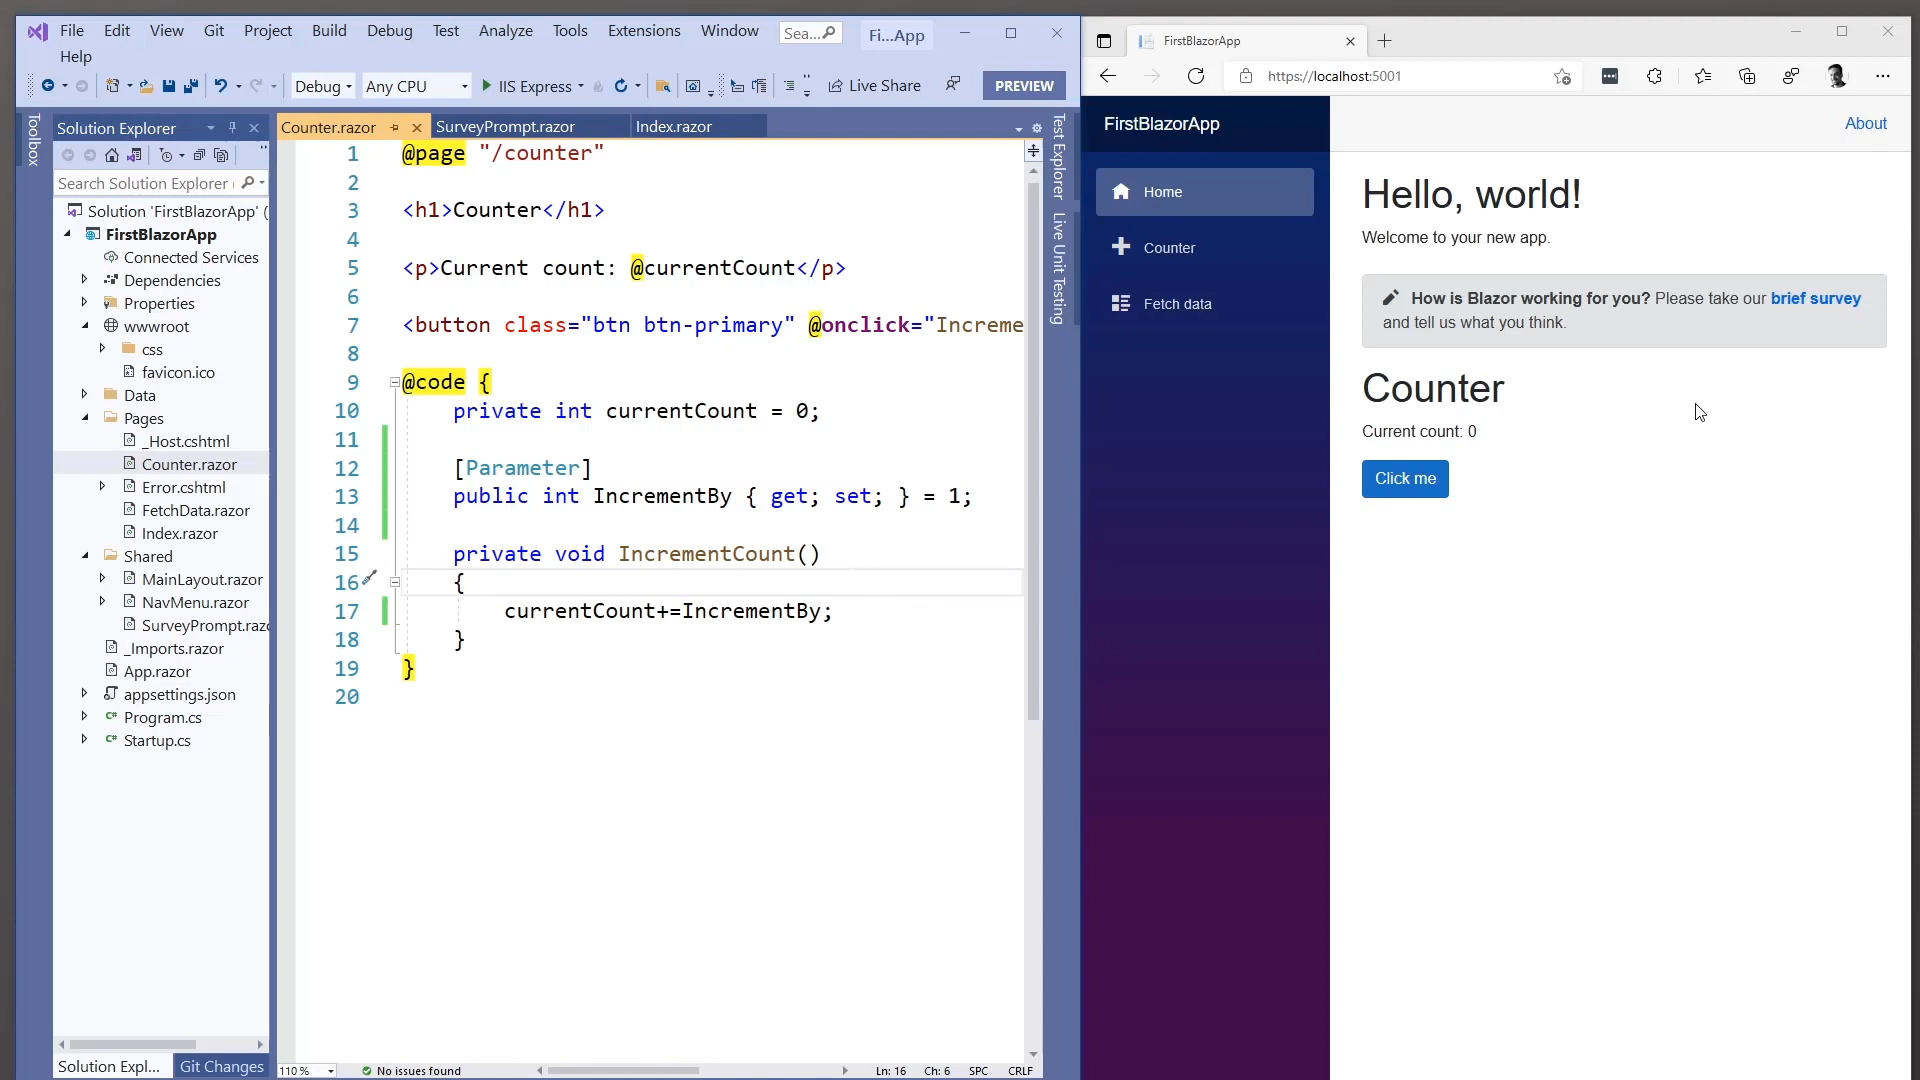 File Edit View Git Project Build Debug Test Analyze Tools Extensions Window Sea... Fi...App
Help
Debug Any CPU IIS Express Live Share PREVIEW
Toolbox
Solution Explorer
Search Solution Explorer (
Solution 'FirstBlazorApp' (
FirstBlazorApp
Connected Services
Dependencies
Properties
wwwroot
css
favicon.ico
Data
Pages
_Host.cshtml
Counter.razor
Error.cshtml
FetchData.razor
Index.razor
Shared
MainLayout.razor
NavMenu.razor
SurveyPrompt.razo
_Imports.razor
App.razor
appsettings.json
C# Program.cs
C# Startup.cs
Solution Expl... Git Changes
Counter.razor SurveyPrompt.razor Index.razor
1 @page "/counter"
2
3 <h1>Counter</h1>
4
5 <p>Current count: @currentCount</p>
6
7 <button class="btn btn-primary" @onclick="Increme
8
9 @code {
10 private int currentCount = 0;
11
12 [Parameter]
13 public int IncrementBy { get; set; } = 1;
14
15 private void IncrementCount()
16 {
17 currentCount+=IncrementBy;
18 }
19 }
20
110 % No issues found Ln: 16 Ch: 6 SPC CRLF
Test Explorer
Live Unit Testing
FirstBlazorApp
https://localhost:5001
FirstBlazorApp
About
Home
Counter
Fetch data
Hello, world!
Welcome to your new app.
How is Blazor working for you? Please take our brief survey
and tell us what you think.
Counter
Current count: 0
Click me